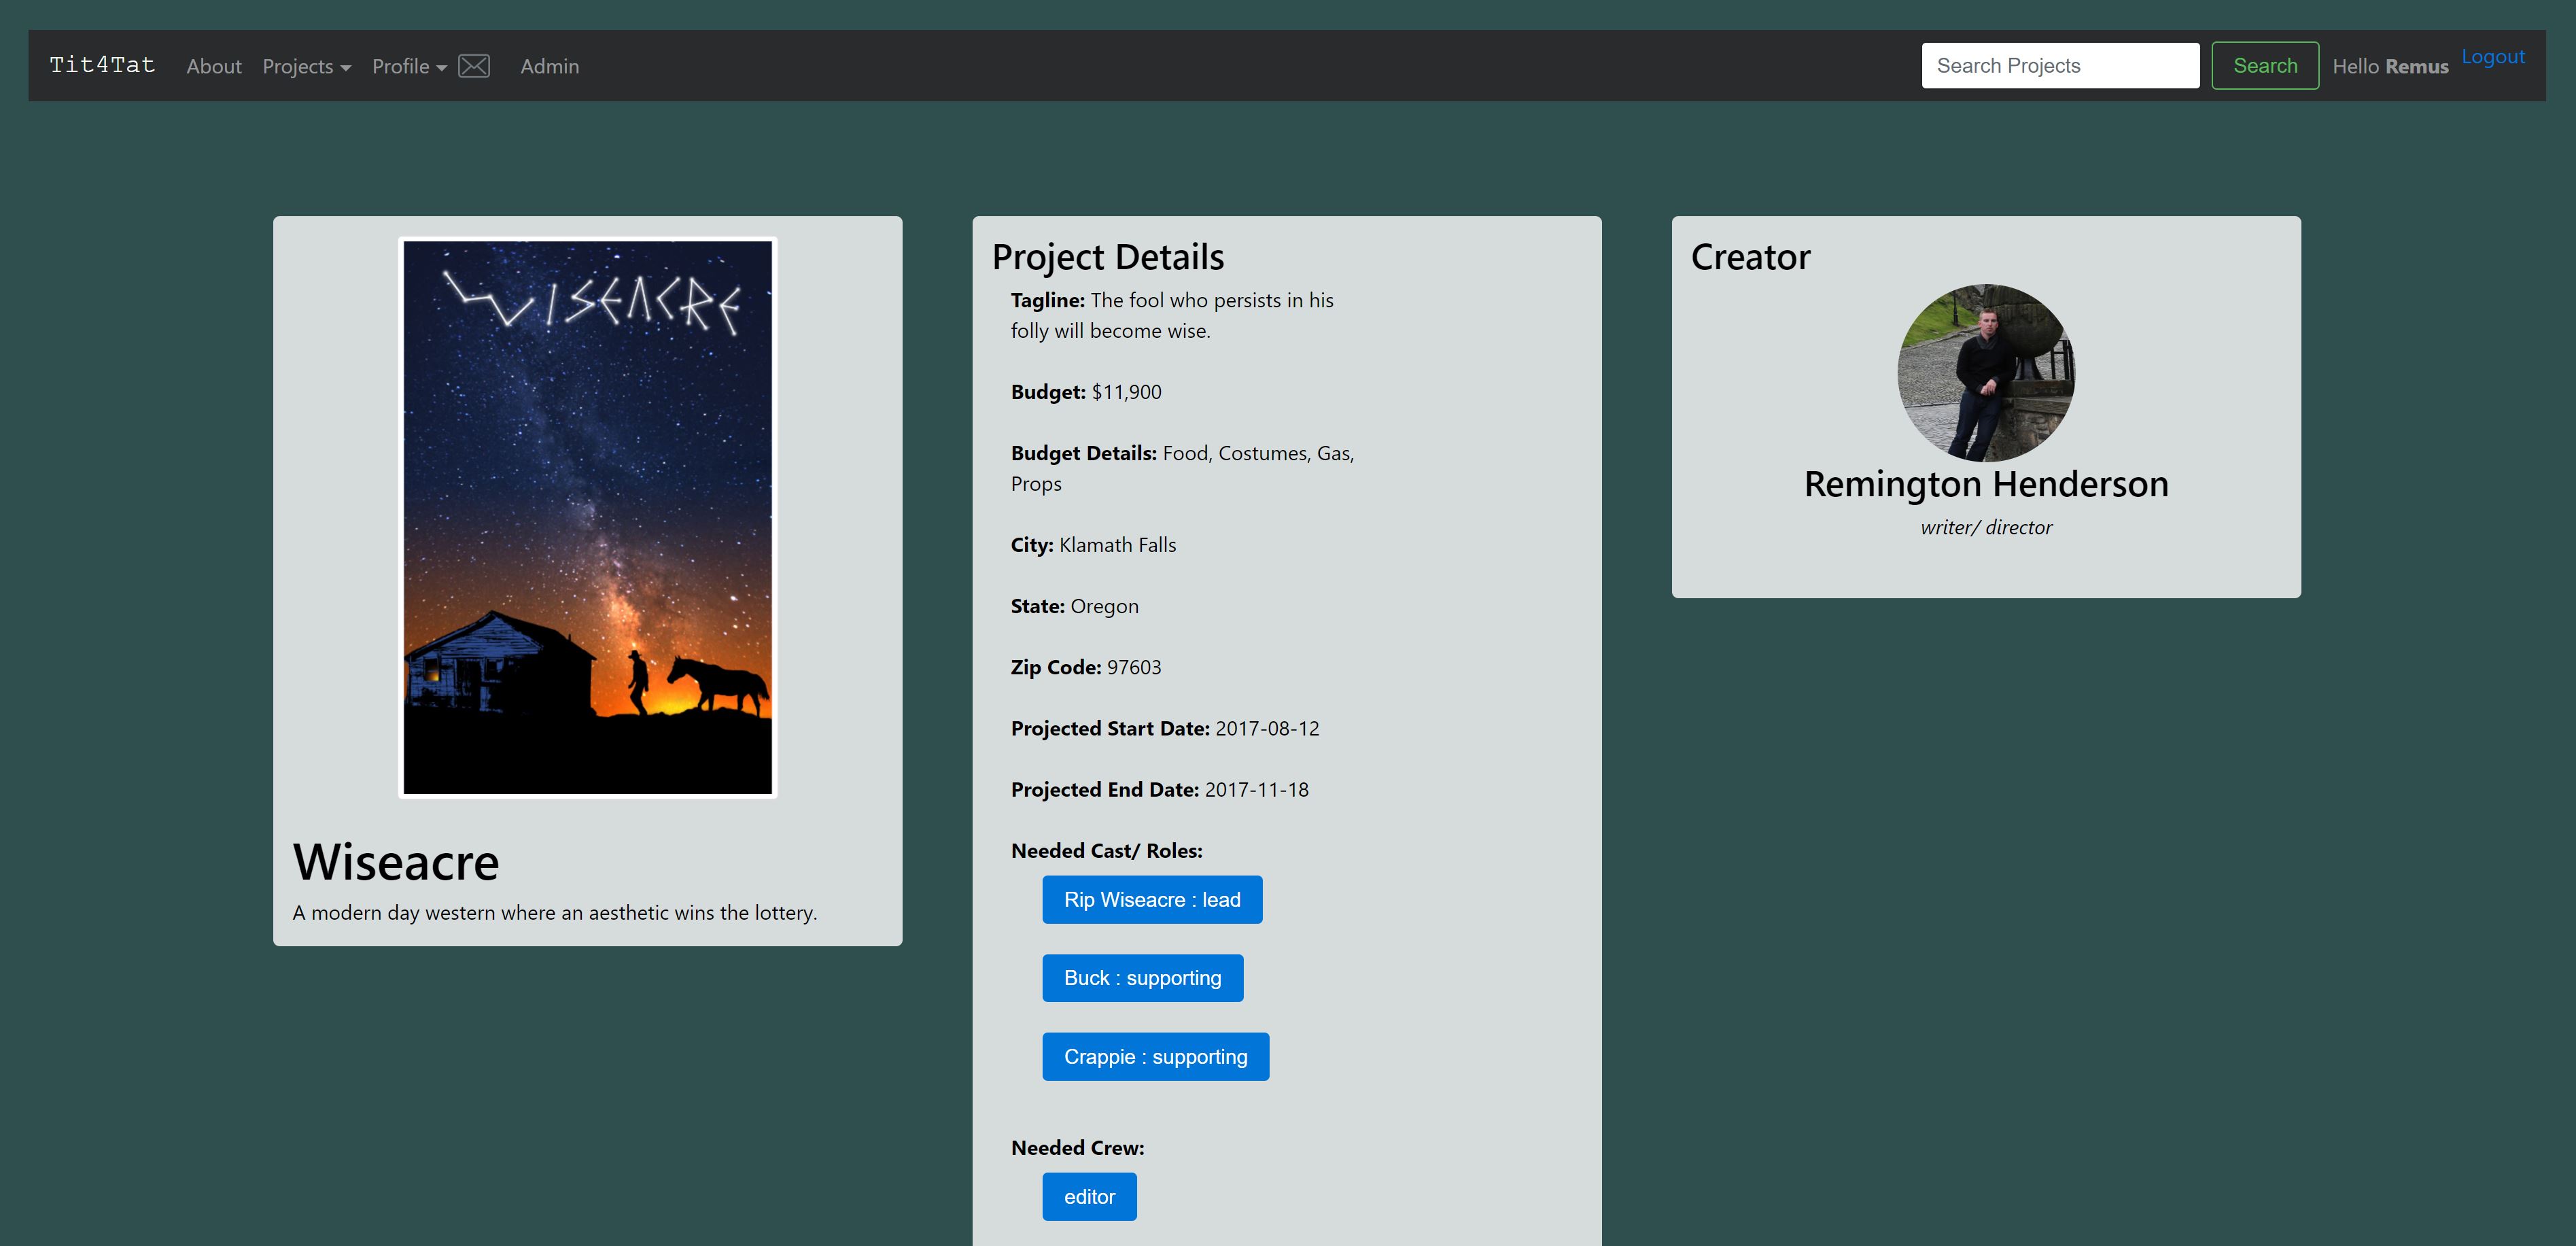 Tit4Tat About Projects Profile Admin Search Projects Search Hello Remus Logout
WISEACRE
Wiseacre
A modern day western where an aesthetic wins the lottery.
Project Details
Tagline: The fool who persists in his
folly will become wise.
Budget: $11,900
Budget Details: Food, Costumes, Gas,
Props
City: Klamath Falls
State: Oregon
Zip Code: 97603
Projected Start Date: 2017-08-12
Projected End Date: 2017-11-18
Needed Cast/ Roles:
Rip Wiseacre : lead
Buck : supporting
Crappie : supporting
Needed Crew:
editor
Creator
Remington Henderson
writer/ director